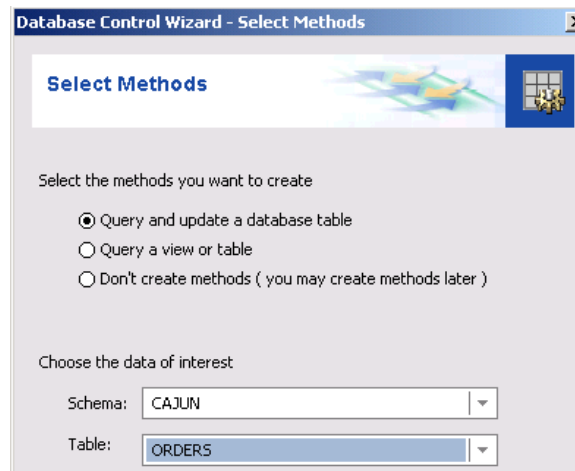 Database Control Wizard - Select Methods
Select Methods
Select the methods you want to create
Query and update a database table
Query a view or table
Don't create methods ( you may create methods later )
Choose the data of interest
Schema: CAJUN
Table: ORDERS